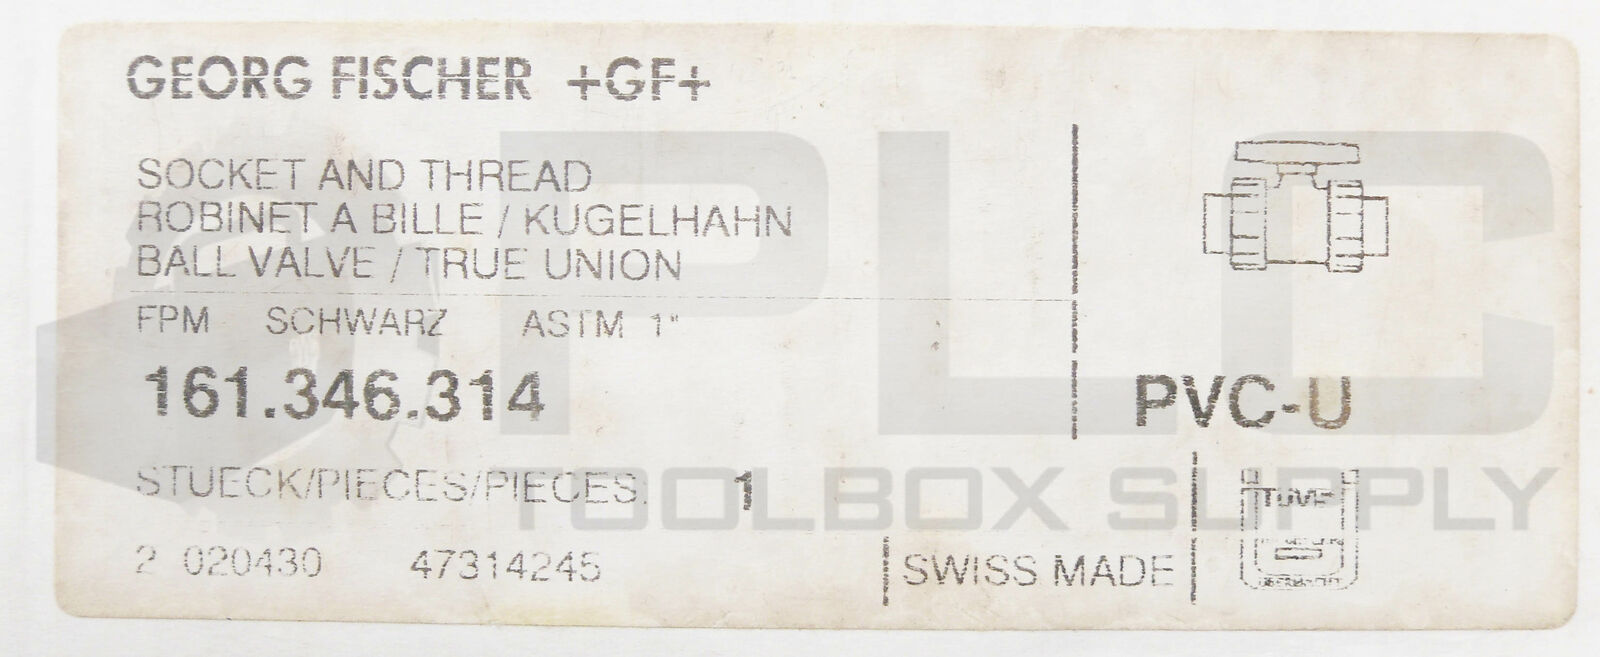 GEORG FISCHER +GF+
SOCKET AND THREAD
ROBINET A BILLE / KUGELHAHN
BALL VALVE / TRUE UNION
FPM SCHWARZ ASTM 1"
161.346.314
PVC-U
STUECK/PIECES/PIECES: 1
2 020430 47314245
SWISS MADE
TUV
PLC
TOOLBOX SUPPLY